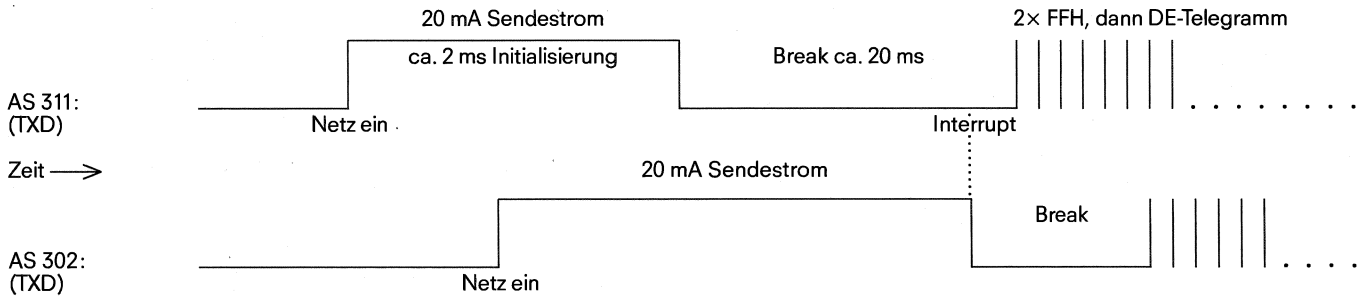 20 mA Sendestrom
2× FFH, dann DE-Telegramm
ca. 2 ms Initialisierung
Break ca. 20 ms
AS 311:
(TXD)
Netz ein
Interrupt
Zeit
20 mA Sendestrom
Break
AS 302:
(TXD)
Netz ein